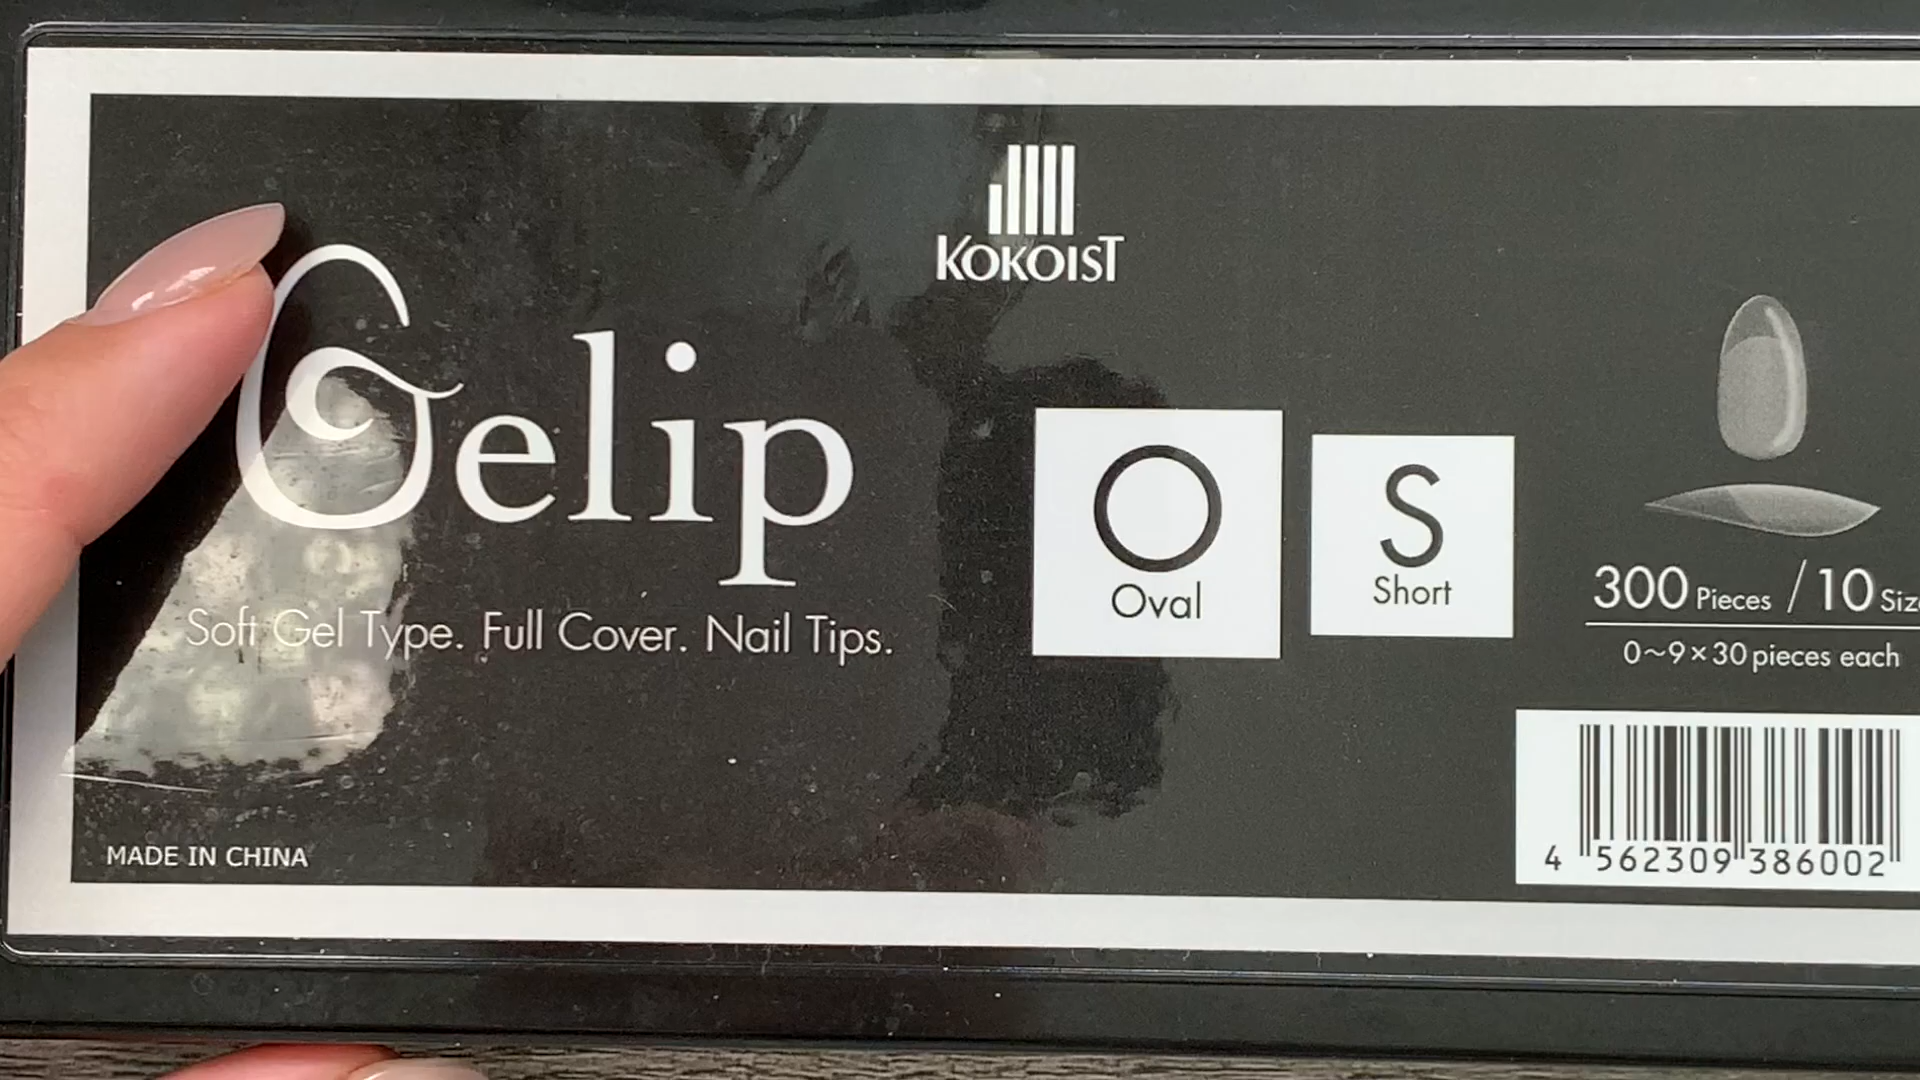 KOKOIST
Gelip
Soft Gel Type. Full Cover. Nail Tips.
O
Oval
S
Short
300 Pieces / 10
0~9×30 pieces each
4 562309 386002
MADE IN CHINA